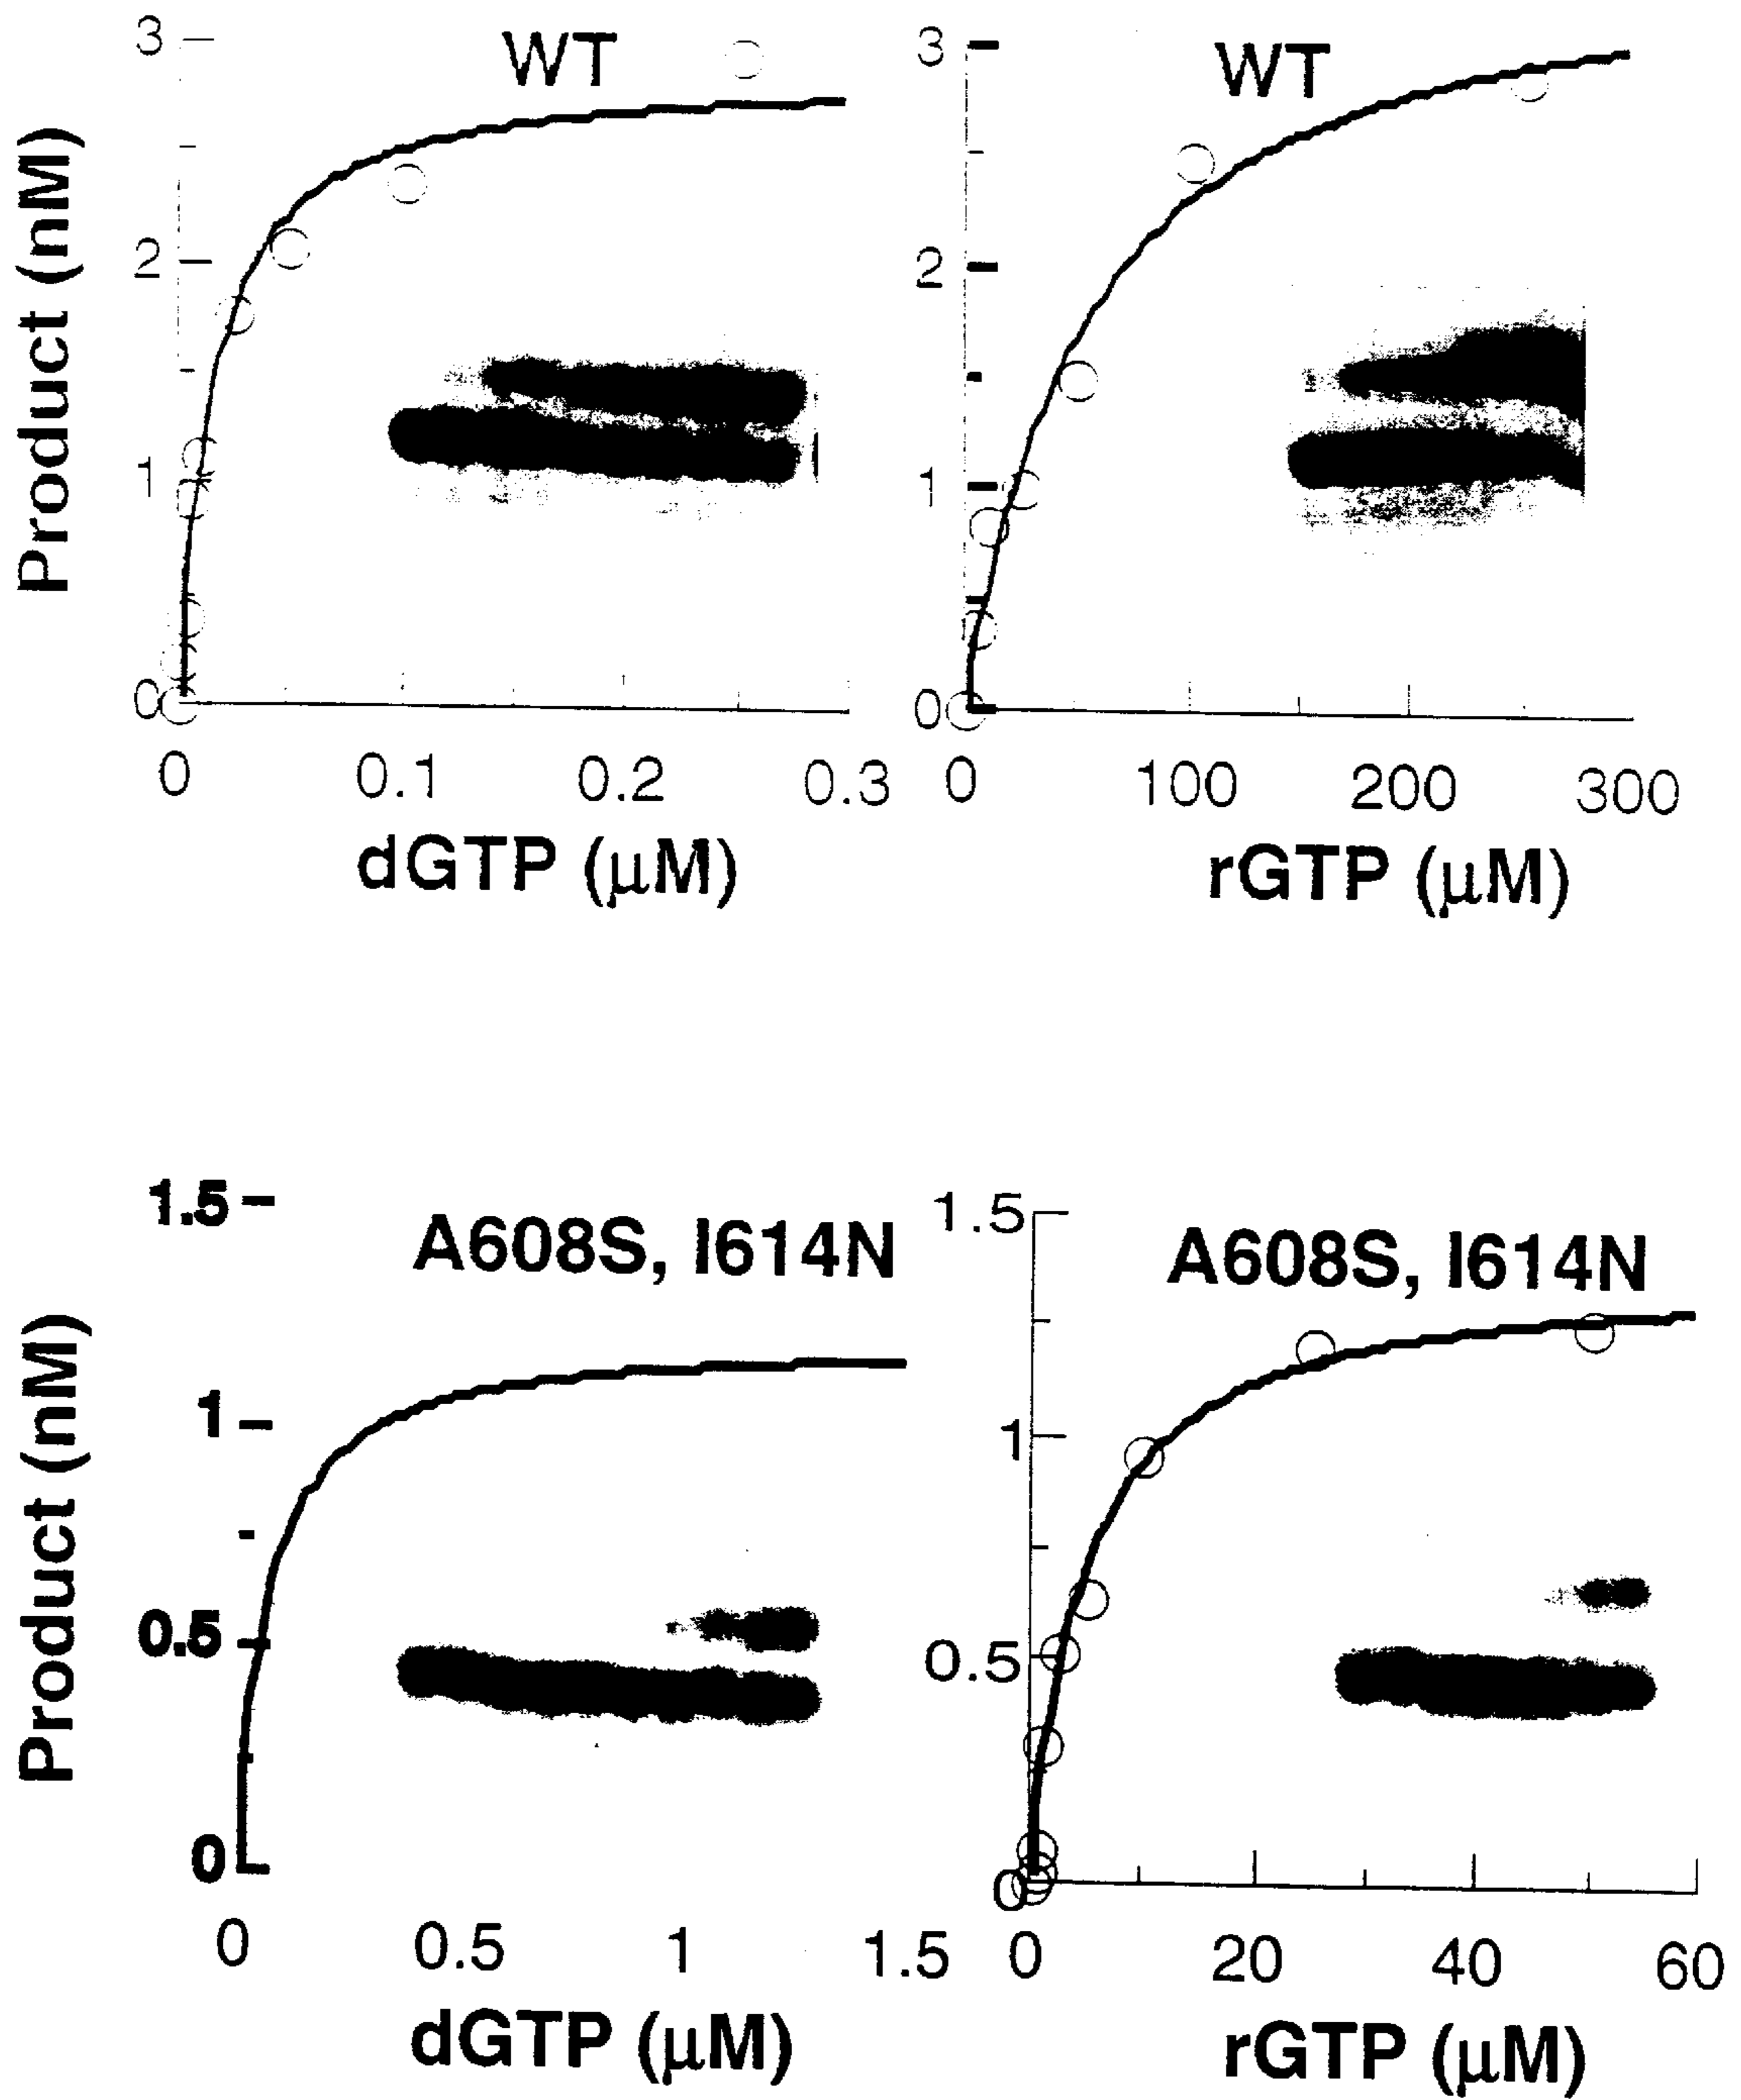 WT
WT
Product (nM)
3
2
1
0
3
2
1
0
0 0.1 0.2 0.3
0 100 200 300
dGTP (μM)
rGTP (μM)
A608S, I614N
A608S, I614N
Product (nM)
1.5
1
0.5
0
1.5
1
0.5
0
0 0.5 1 1.5
0 20 40 60
dGTP (μM)
rGTP (μM)